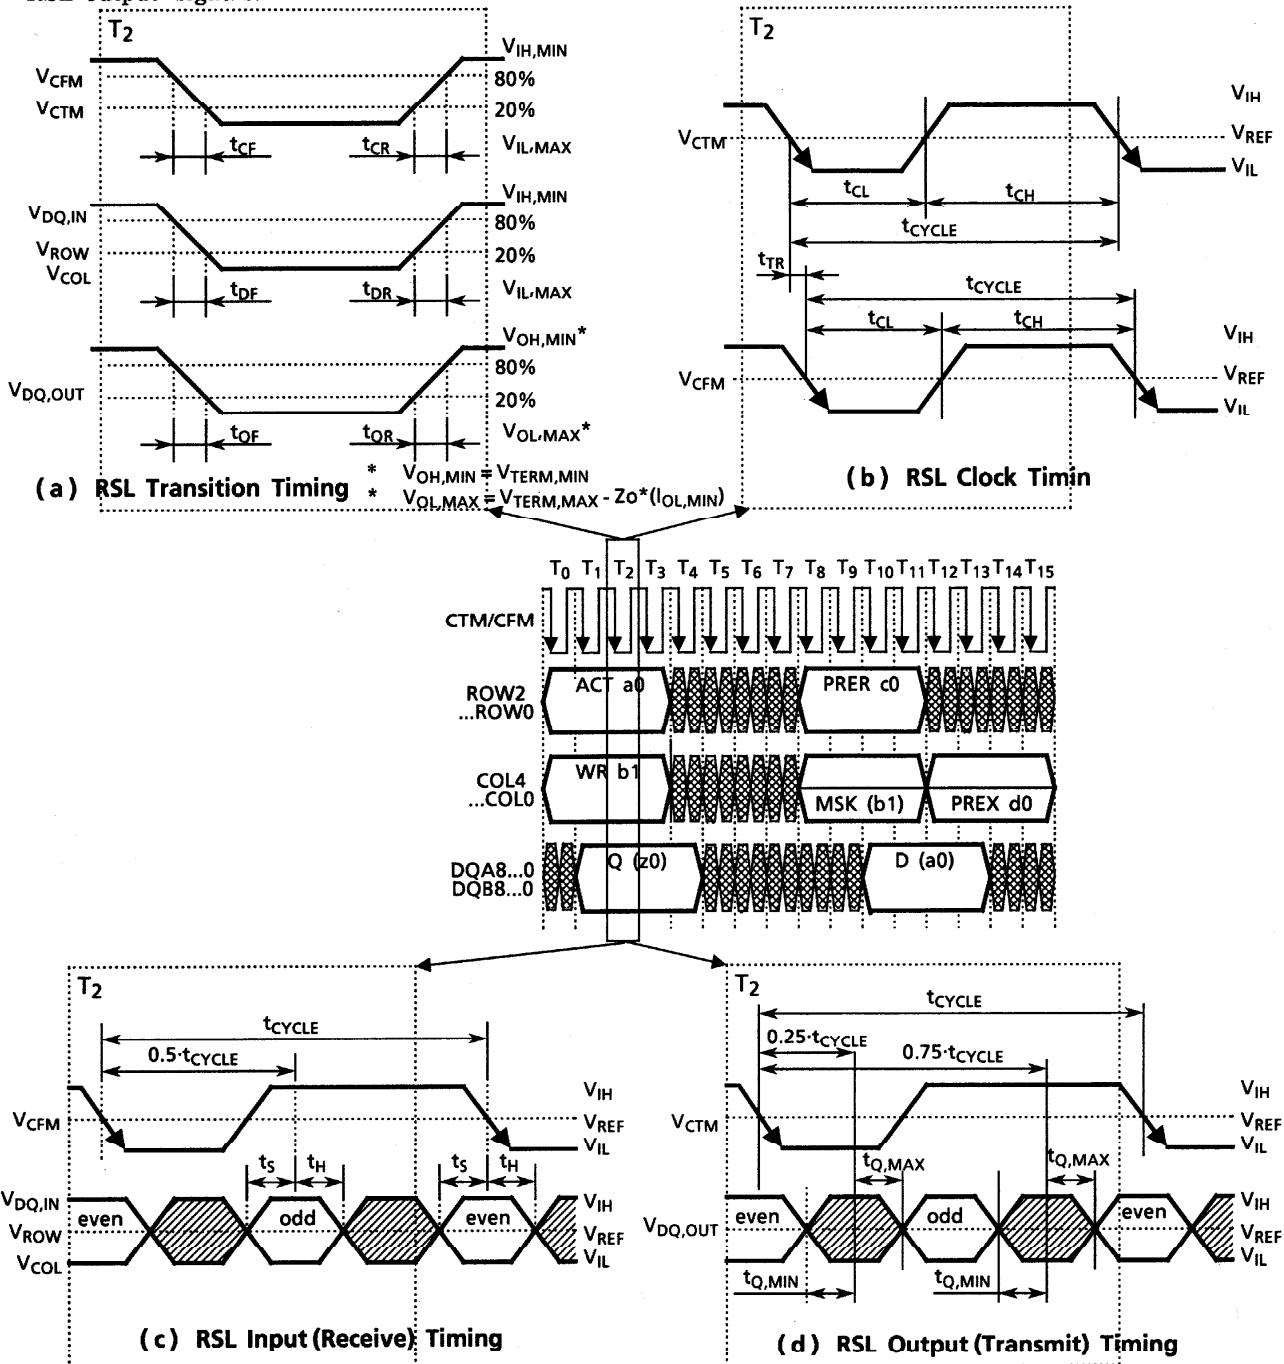 T2
VCFM
VCTM
VIH,MIN
80%
20%
VIL,MAX
tCF
tCR
VDQ,IN
VROW
VCOL
VIH,MIN
80%
20%
VIL,MAX
tDF
tDR
VDQ,OUT
VOH,MIN*
80%
20%
VOL,MAX*
tQF
tQR
* VOH,MIN = VTERM,MIN
* VOL,MAX = VTERM,MAX - Zo*(IOL,MIN)
(a) RSL Transition Timing
T2
VIH
VCTM
VREF
VIL
tCL
tCH
tCYCLE
tTR
tCYCLE
tCL
tCH
VIH
VCFM
VREF
VIL
(b) RSL Clock Timin
T0 T1 T2 T3 T4 T5 T6 T7 T8 T9 T10 T11 T12 T13 T14 T15
CTM/CFM
ROW2
...ROW0
ACT a0
PRER c0
COL4
...COL0
WR b1
MSK (b1)
PREX d0
DQA8...0
DQB8...0
Q (z0)
D (a0)
T2
tCYCLE
0.5·tCYCLE
VIH
VCFM
VREF
VIL
tS
tH
tS
tH
VDQ,IN
VROW
VCOL
even
odd
even
VIH
VREF
VIL
(c) RSL Input (Receive) Timing
T2
tCYCLE
0.25·tCYCLE
0.75·tCYCLE
VIH
VCTM
VREF
VIL
tQ,MAX
tQ,MAX
VDQ,OUT
even
odd
even
VIH
VREF
VIL
tQ,MIN
tQ,MIN
(d) RSL Output (Transmit) Timing